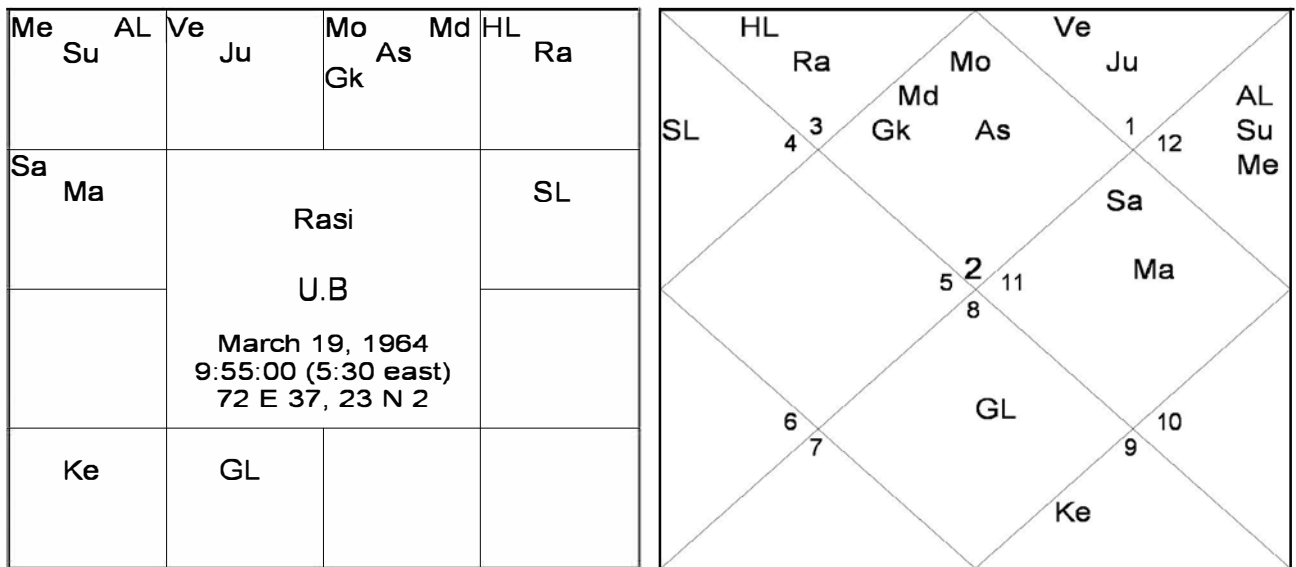 Me AL
Su
Ve
Ju
Mo Md
As
Gk
HL
Ra
Sa
Ma
Rasi
U.B
March 19, 1964
9:55:00 (5:30 east)
72 E 37, 23 N 2
SL
Ke
GL
HL
Ra
Mo
Md
Gk As
Ve
Ju
AL
Su
Me
SL
4 3
1 12
Sa
Ma
5 2 11
8
GL
6
7
10
9
Ke